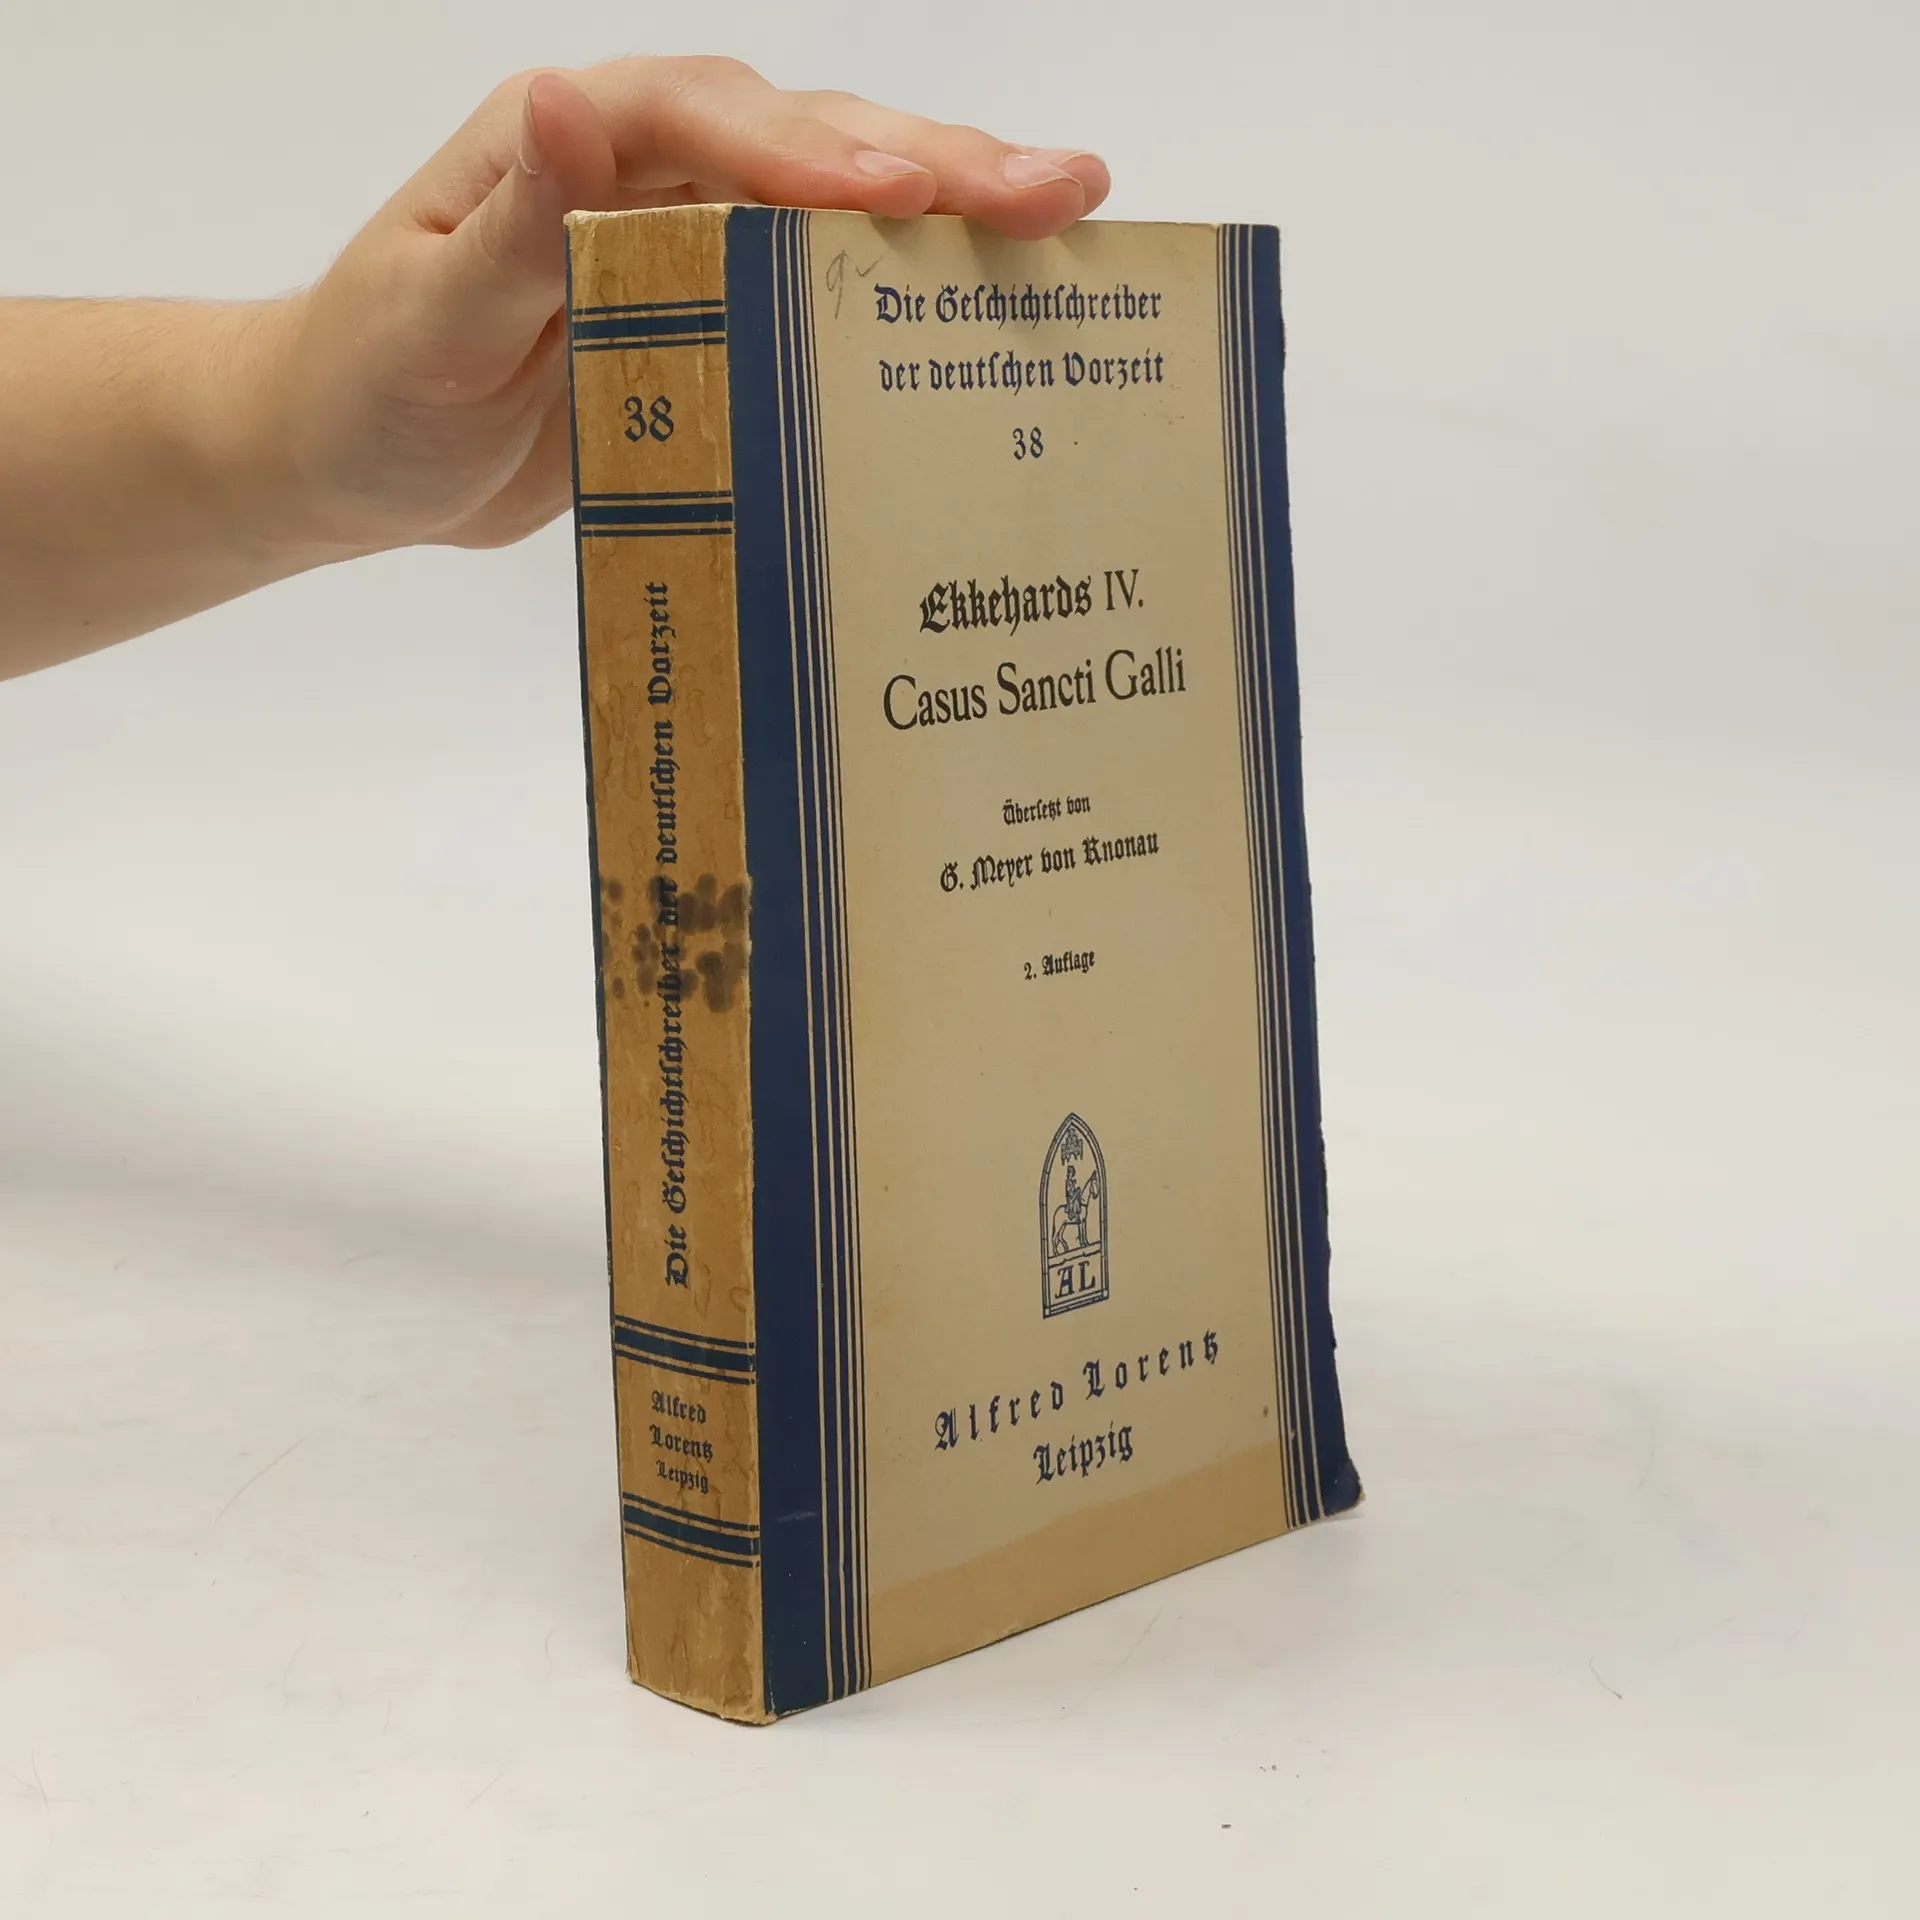 38
Die Geſchichtſchreiber der deutſchen Vorzeit
Alfred
Lorentz
Leipzig
Die Geſchichtſchreiber
der deutſchen Vorzeit
38
Ekkehards IV.
Casus Sancti Galli
Überſetzt von
G. Meyer von Knonau
2. Auflage
AL
Alfred Lorentz
Leipzig